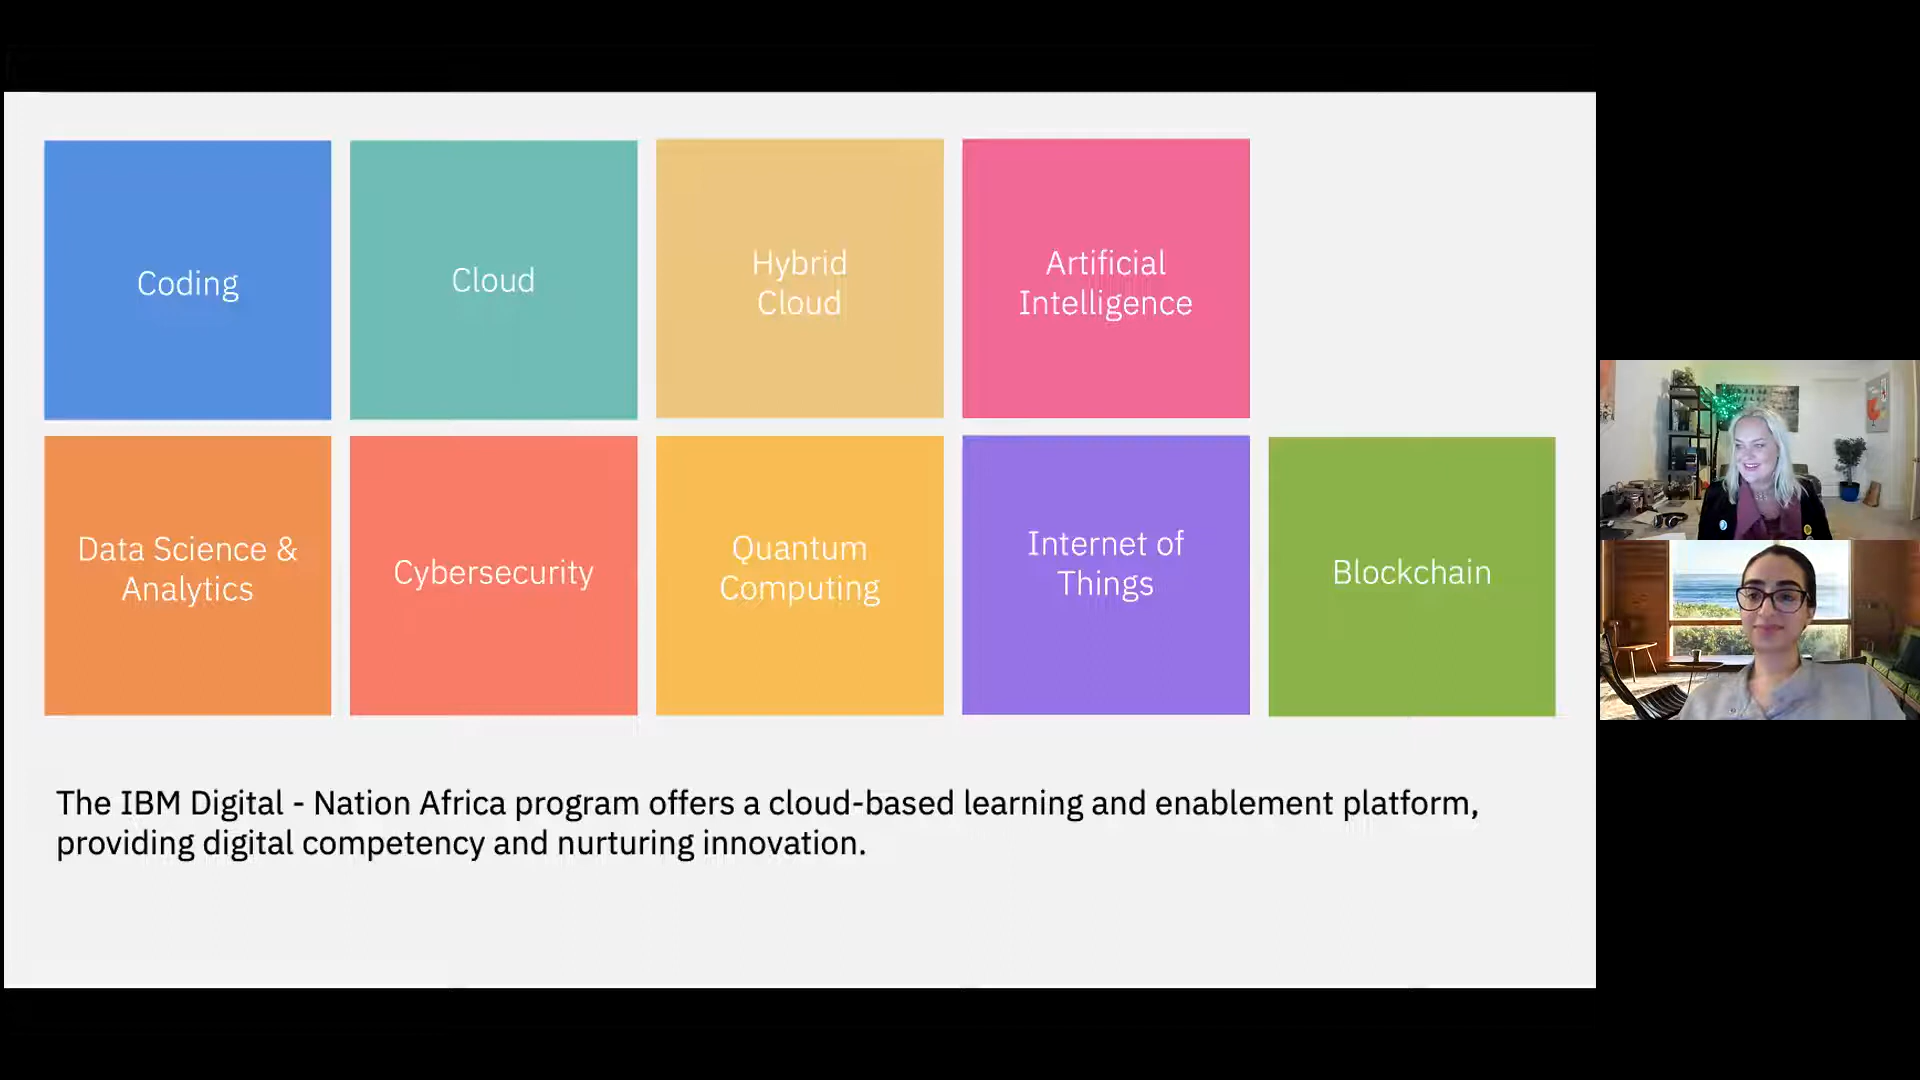 Coding
Cloud
Hybrid
Cloud
Artificial
Intelligence
Data Science &
Analytics
Cybersecurity
Quantum
Computing
Internet of
Things
Blockchain
The IBM Digital - Nation Africa program offers a cloud-based learning and enablement platform,
providing digital competency and nurturing innovation.